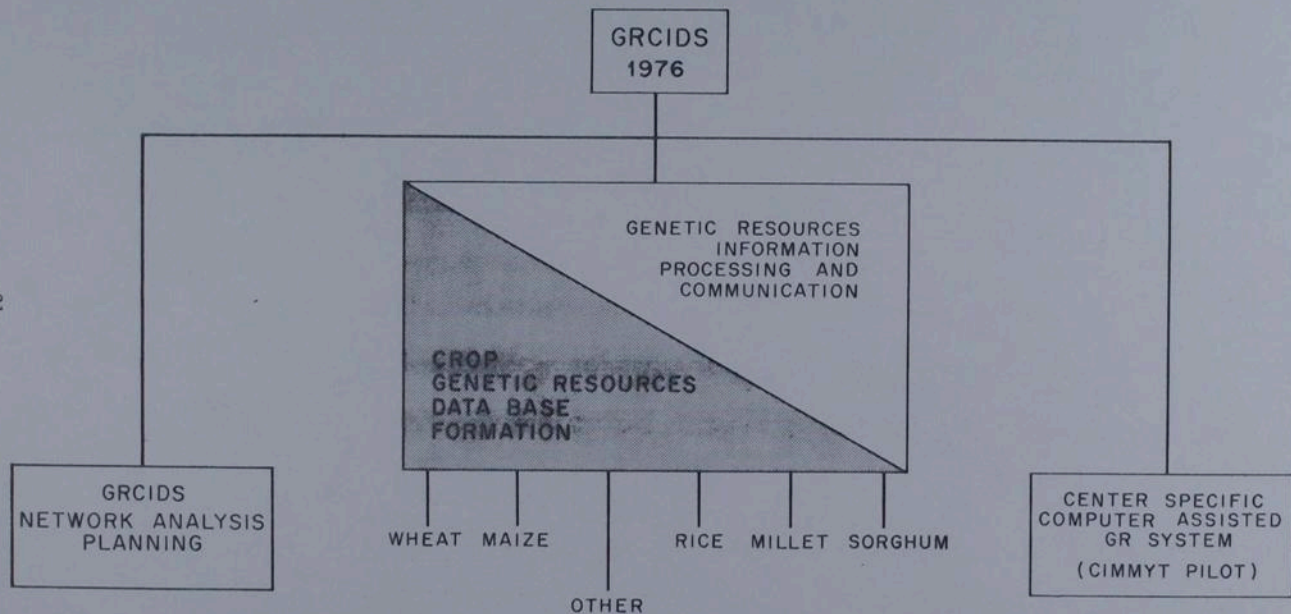 GRCIDS
1976
GENETIC RESOURCES
INFORMATION
PROCESSING AND
COMMUNICATION
CROP
GENETIC RESOURCES
DATA BASE
FORMATION
GRCIDS
NETWORK ANALYSIS
PLANNING
WHEAT MAIZE RICE MILLET SORGHUM
OTHER
CENTER SPECIFIC
COMPUTER ASSISTED
GR SYSTEM
(CIMMYT PILOT)